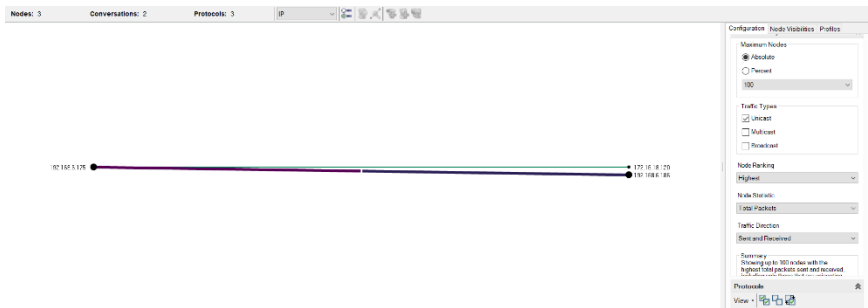 Nodes: 3 Conversations: 2 Protocols: 3 IP
Configuration Node Visibilities Profiles
Maximum Nodes
Absolute
Percent
100
Traffic Types
Unicast
Multicast
Broadcast
Node Ranking
Highest
Node Statistic
Total Packets
Traffic Direction
Sent and Received
Summary
Showing up to 100 nodes with the
highest total packets sent and received
Protocols
View